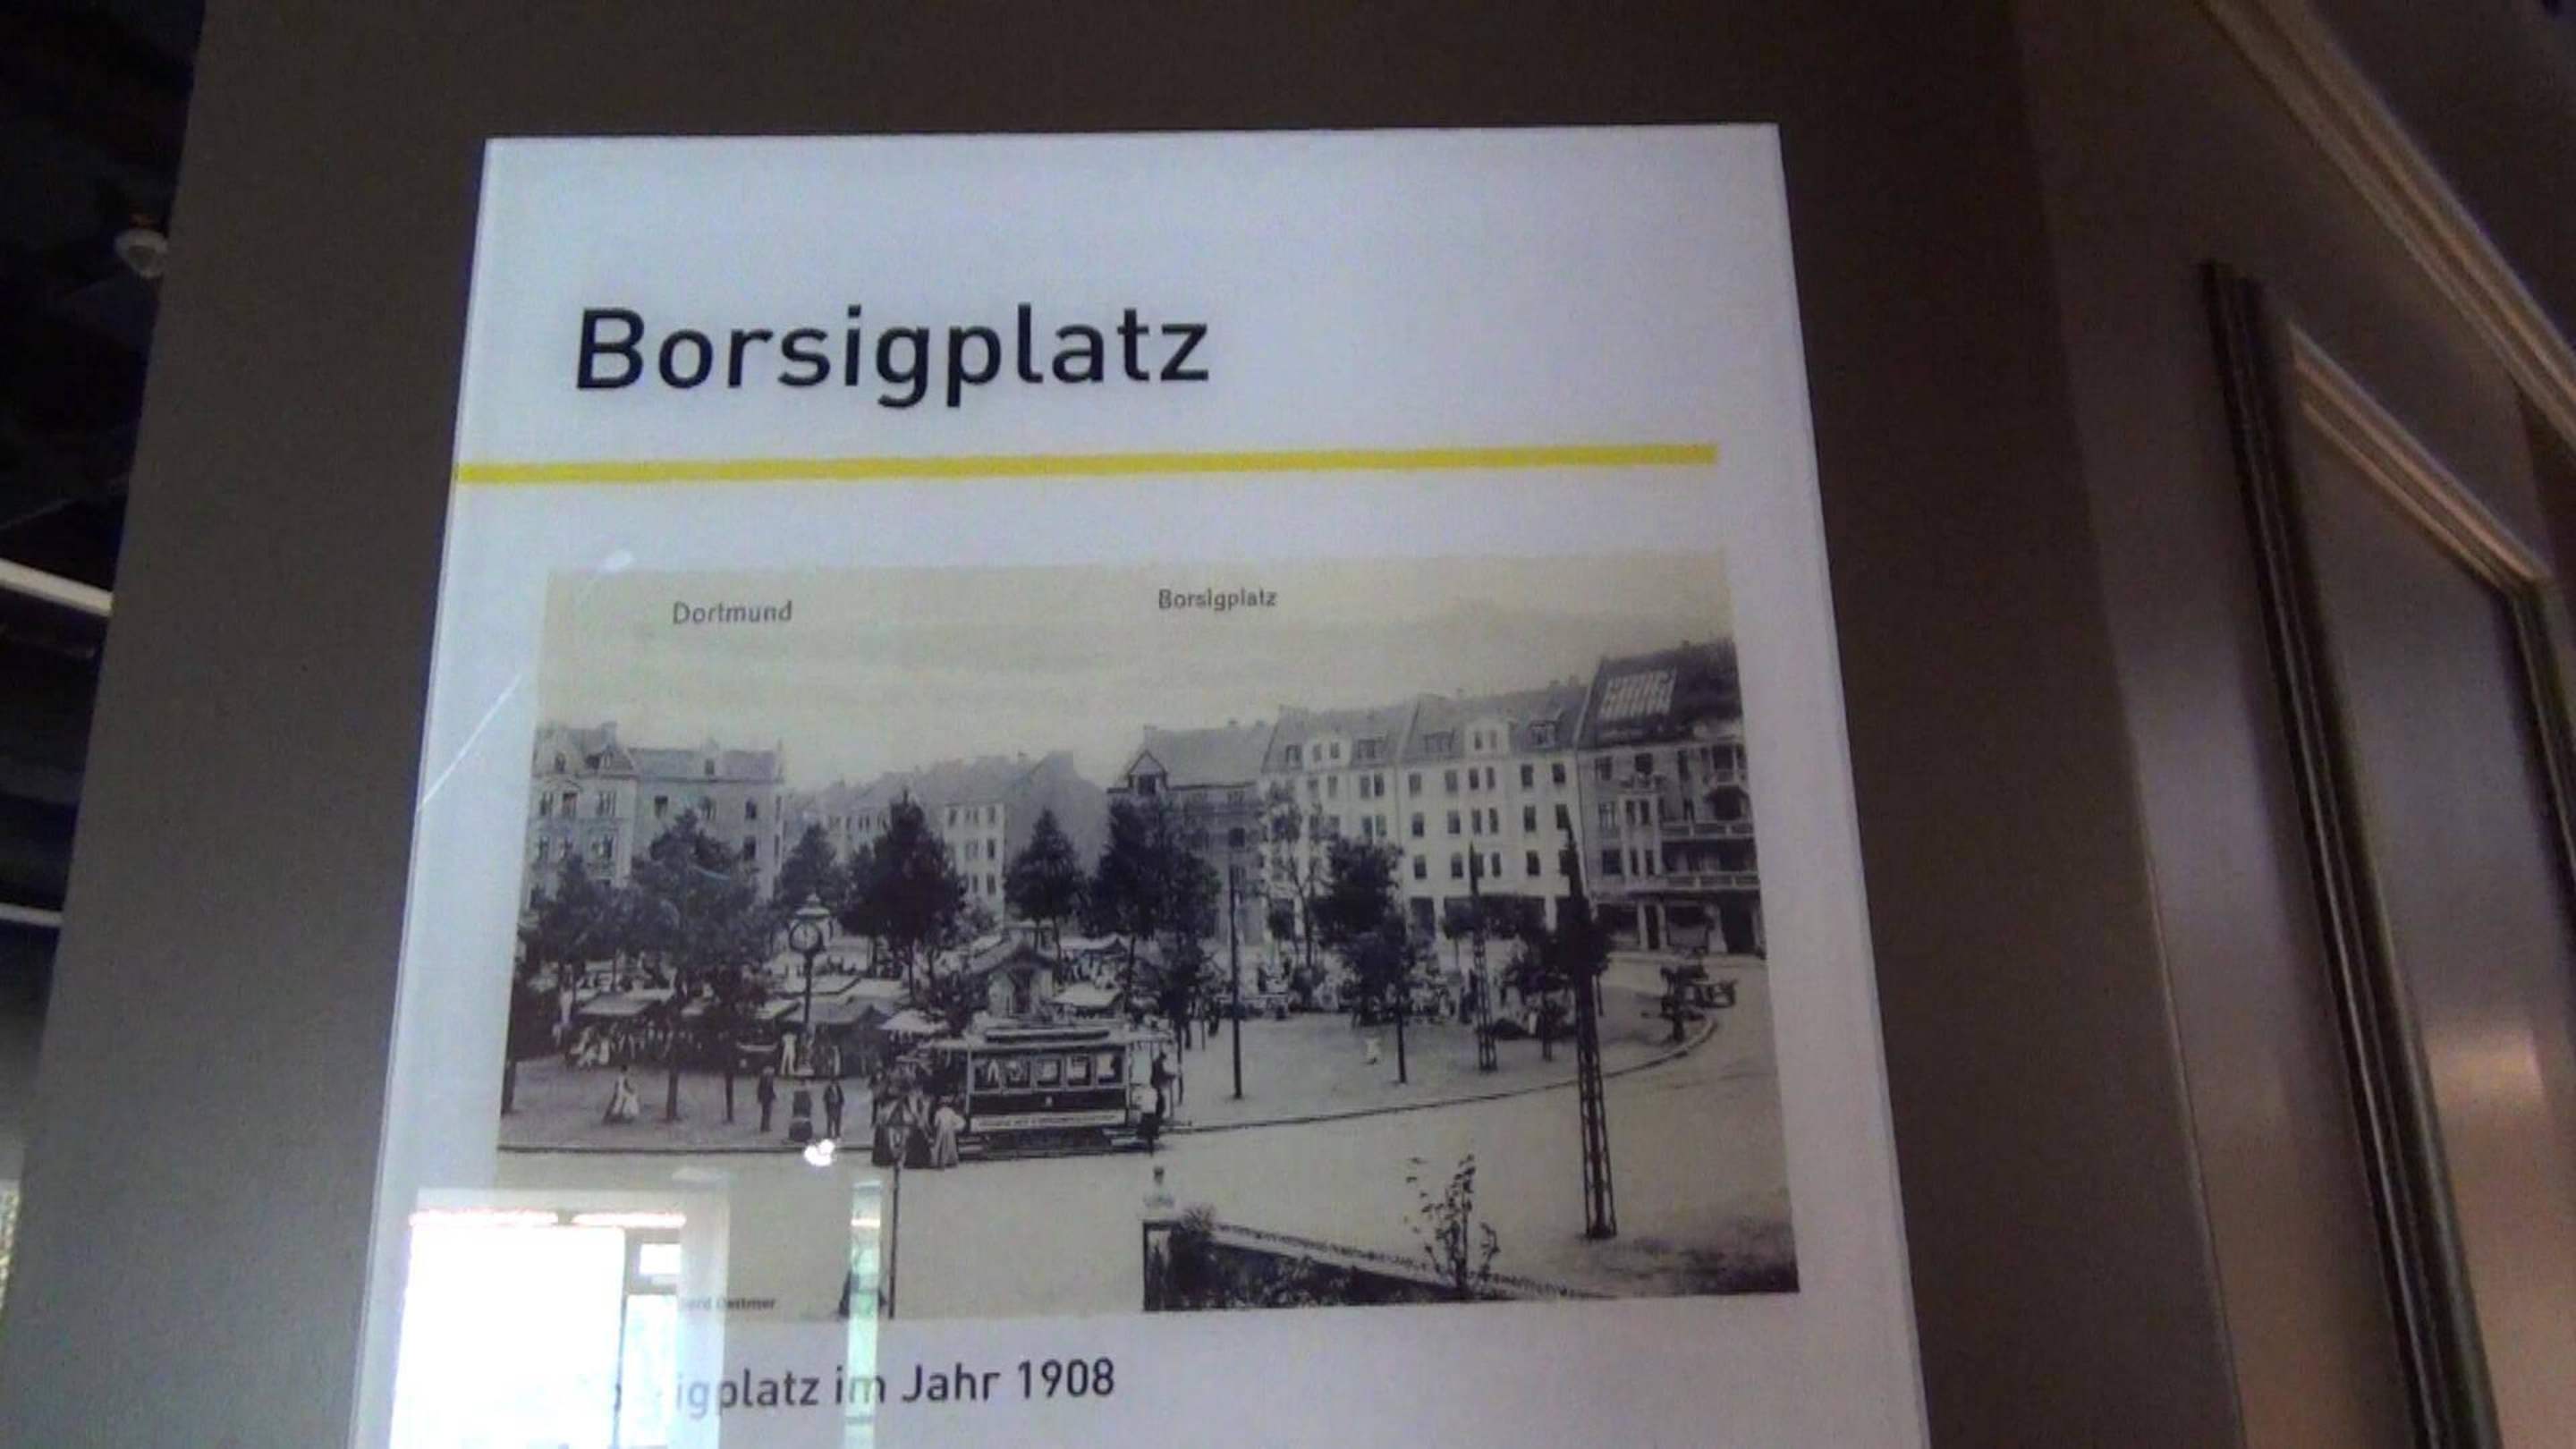 Borsigplatz
Dortmund
Borsigplatz
igplatz im Jahr 1908